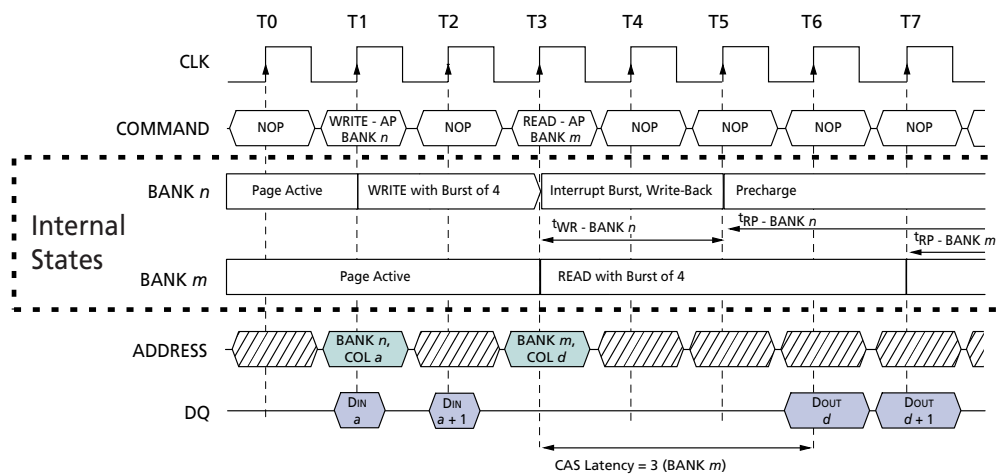 T0 T1 T2 T3 T4 T5 T6 T7
CLK
COMMAND
NOP
WRITE - AP
BANK n
NOP
READ - AP
BANK m
NOP
NOP
NOP
NOP
Internal
States
BANK n
Page Active
WRITE with Burst of 4
Interrupt Burst, Write-Back
Precharge
tWR - BANK n
tRP - BANK n
tRP - BANK m
BANK m
Page Active
READ with Burst of 4
ADDRESS
BANK n,
COL a
BANK m,
COL d
DQ
DIN
a
DIN
a + 1
DOUT
d
DOUT
d + 1
CAS Latency = 3 (BANK m)